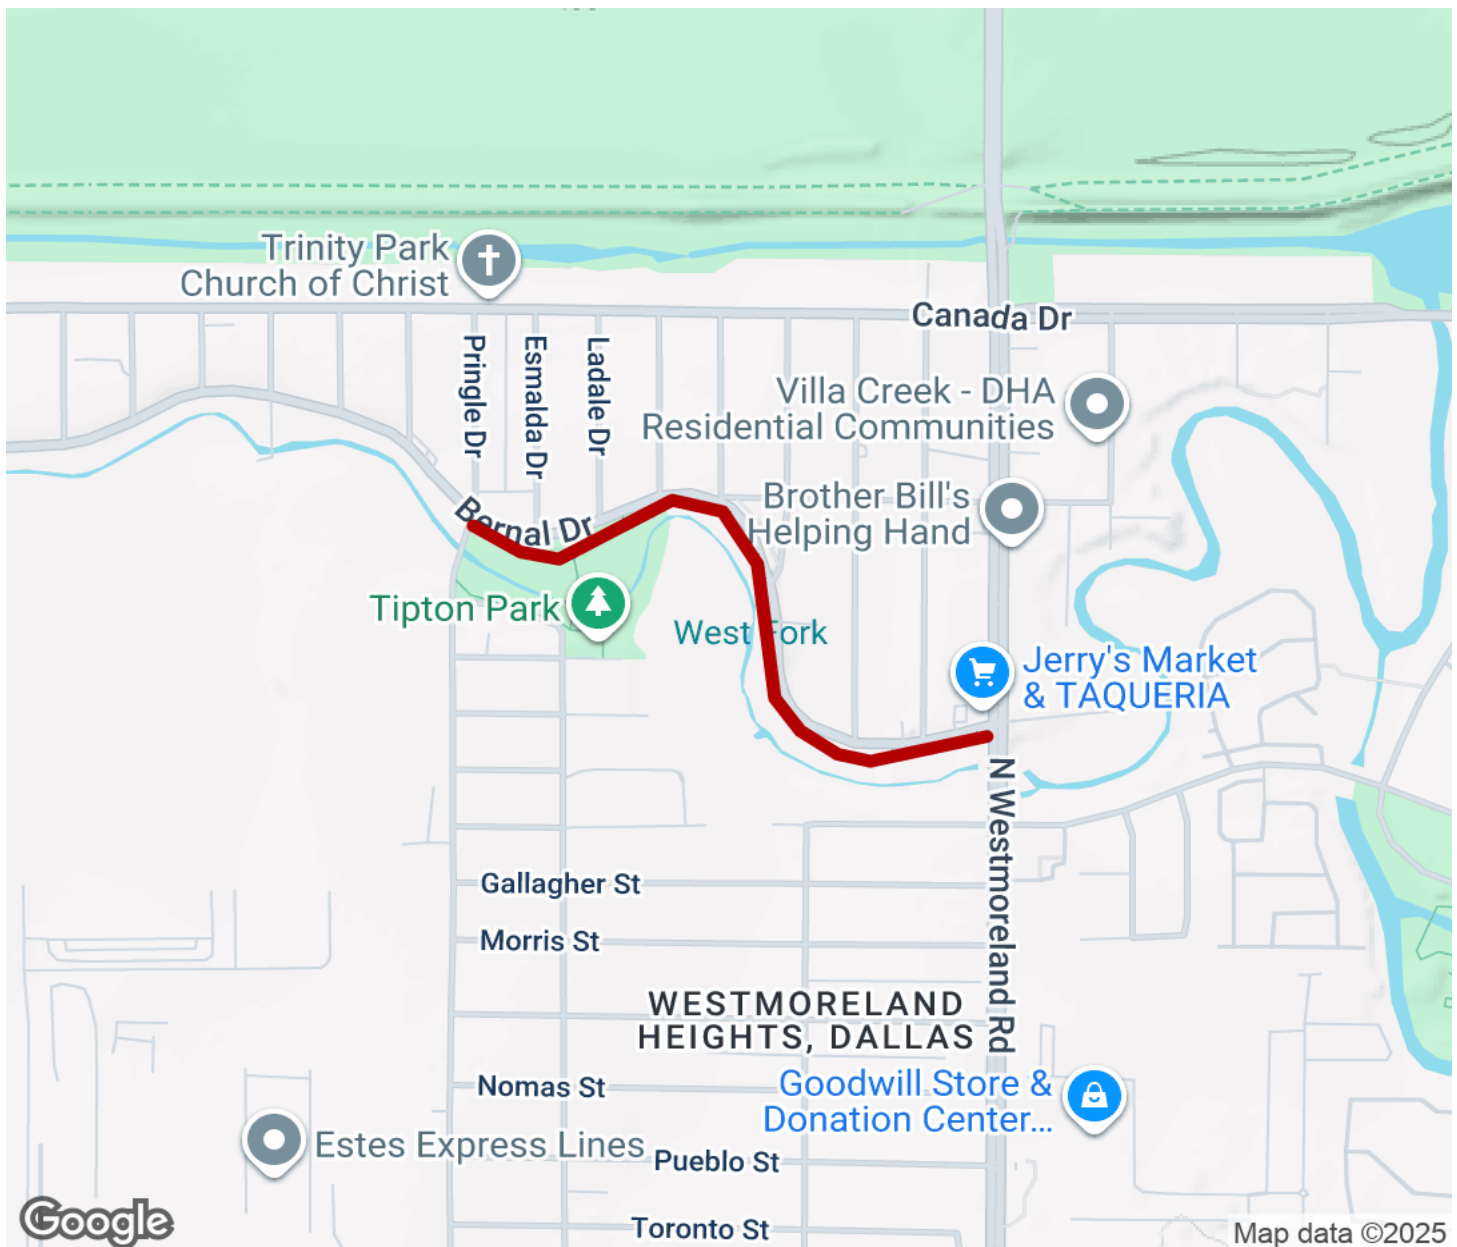 Trinity Park
Church of Christ
Canada Dr
Pringle Dr
Esmalda Dr
Ladale Dr
Villa Creek - DHA
Residential Communities
Brother Bill's
Helping Hand
Bernal Dr
Tipton Park
West Fork
Jerry's Market
& TAQUERIA
N Westmoreland Rd
Gallagher St
Morris St
WESTMORELAND
HEIGHTS, DALLAS
Nomas St
Goodwill Store &
Donation Center...
Estes Express Lines
Pueblo St
Toronto St
Google
Map data ©2025